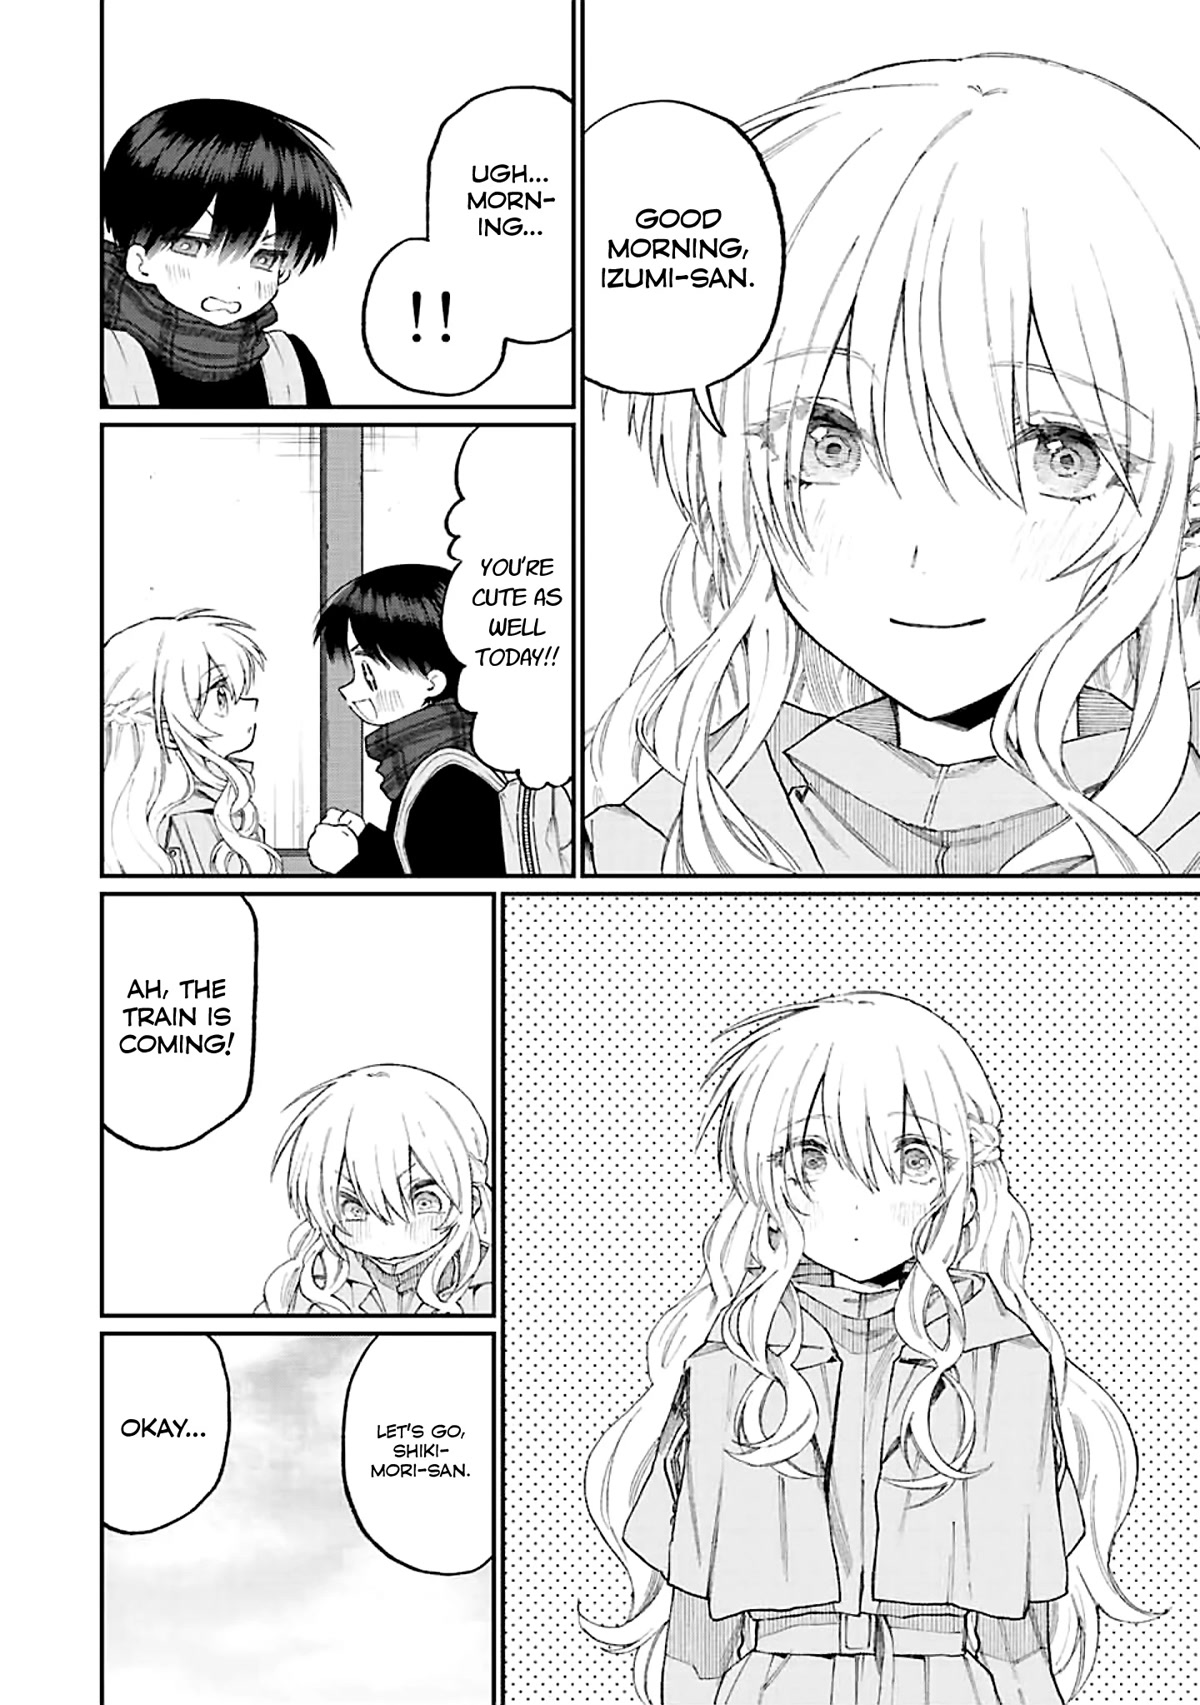 GOOD
MORNING,
IZUMI-SAN.
UGH...
MORN-
ING...
!!
YOU'RE
CUTE AS
WELL
TODAY!!
AH, THE
TRAIN IS
COMING!
LET'S GO,
SHIKI-
MORI-SAN.
OKAY...